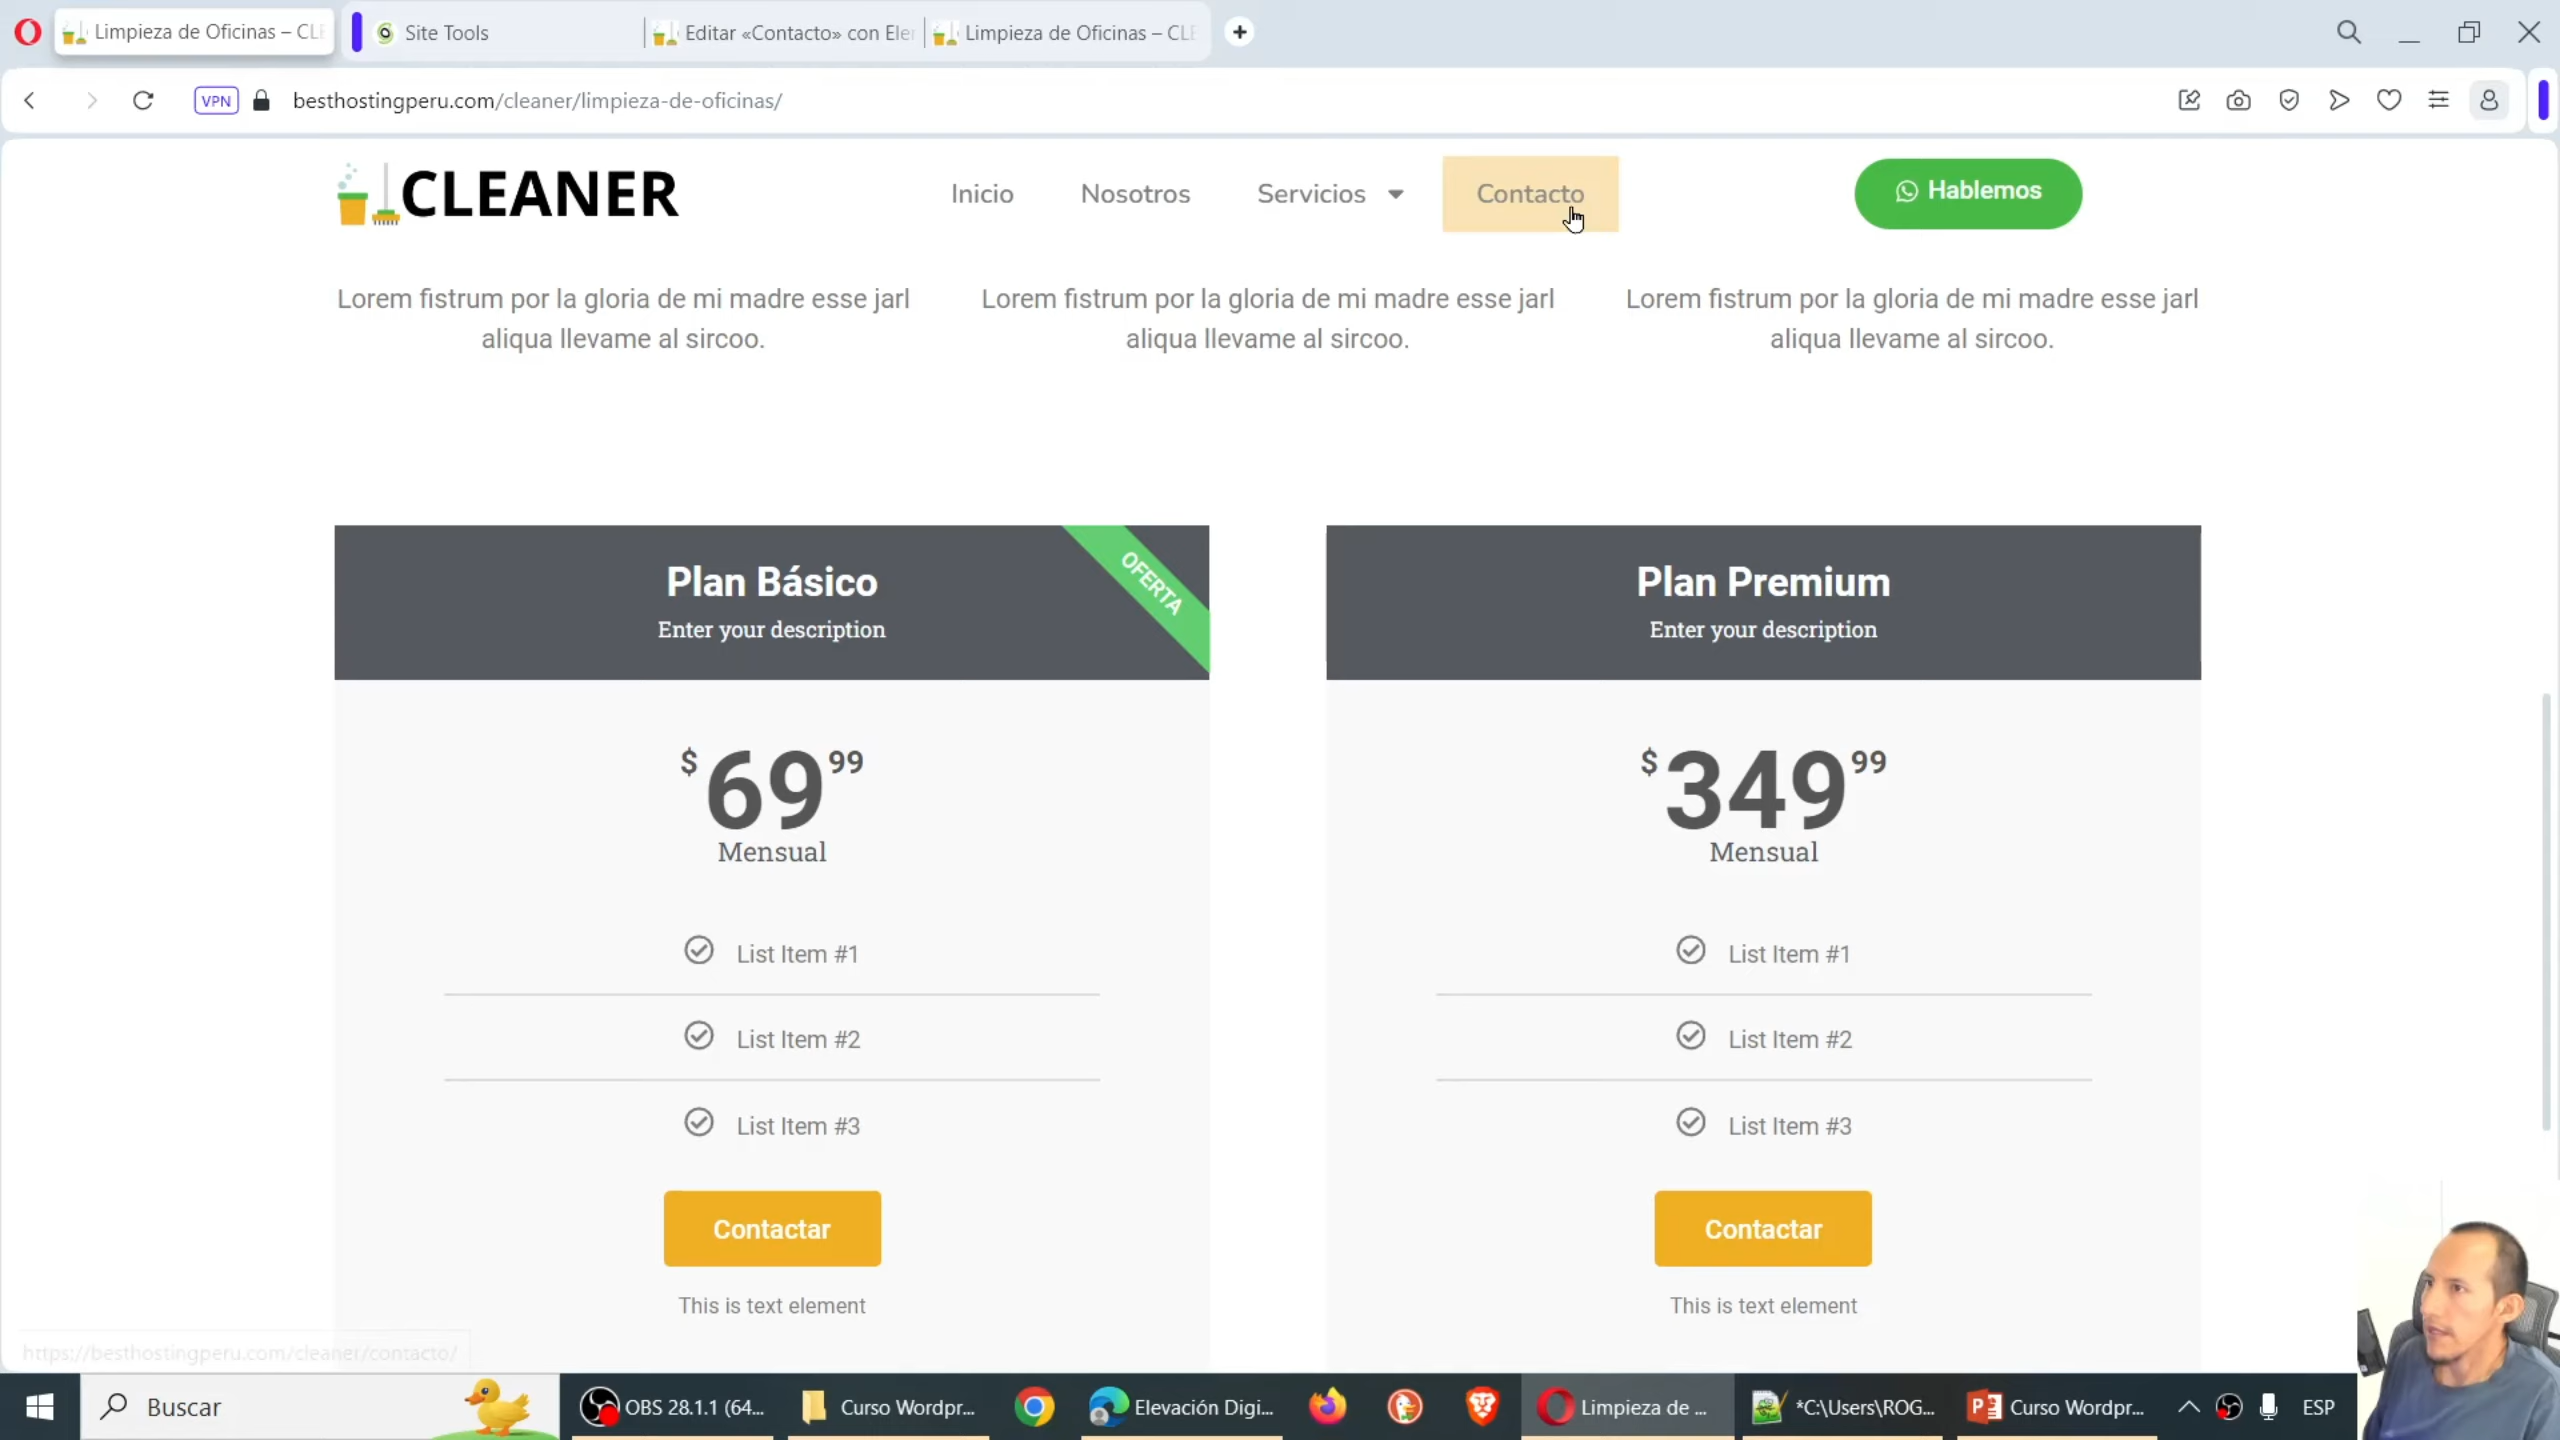 Limpieza de Oficinas – CLE
Site Tools
Editar «Contacto» con Ele
Limpieza de Oficinas – CLE
VPN
besthostingperu.com/cleaner/limpieza-de-oficinas/
CLEANER
Inicio
Nosotros
Servicios
Contacto
Hablemos
Lorem fistrum por la gloria de mi madre esse jarl
aliqua llevame al sircoo.
Lorem fistrum por la gloria de mi madre esse jarl
aliqua llevame al sircoo.
Lorem fistrum por la gloria de mi madre esse jarl
aliqua llevame al sircoo.
Plan Básico
Enter your description
OFERTA
$69 99
Mensual
List Item #1
List Item #2
List Item #3
Contactar
This is text element
Plan Premium
Enter your description
$349 99
Mensual
List Item #1
List Item #2
List Item #3
Contactar
This is text element
https://besthostingperu.com/cleaner/contacto/
Buscar
OBS 28.1.1 (64...
Curso Wordpr...
Elevación Digi...
Limpieza de ...
*C:\Users\ROG...
Curso Wordpr...
ESP